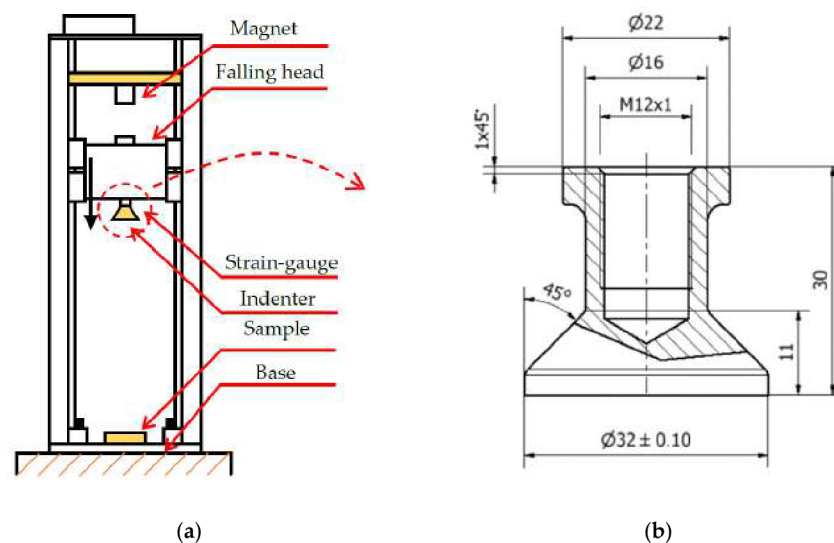 Magnet
Falling head
Strain-gauge
Indenter
Sample
Base
(a)
Ø22
Ø16
M12x1
1x45°
45°
30
11
Ø32 ± 0.10
(b)